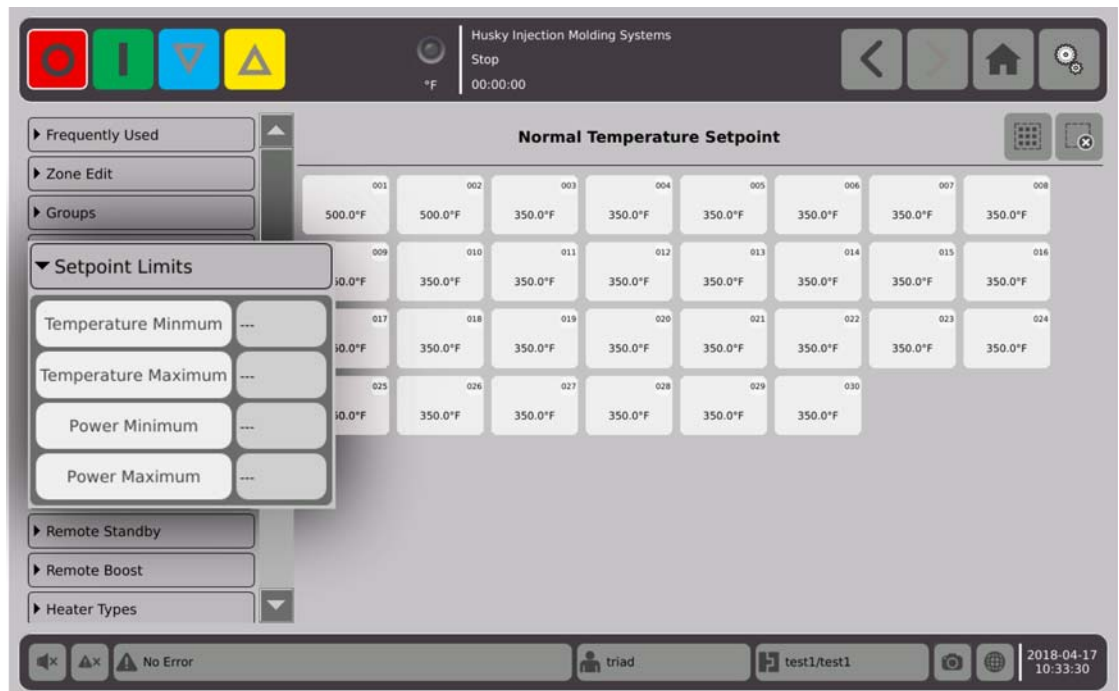 Husky Injection Molding Systems
Stop
°F 00:00:00
Frequently Used
Zone Edit
Groups
Setpoint Limits
Temperature Minmum ---
Temperature Maximum ---
Power Minimum ---
Power Maximum ---
Remote Standby
Remote Boost
Heater Types
Normal Temperature Setpoint
001 002 003 004 005 006 007 008
500.0°F 500.0°F 350.0°F 350.0°F 350.0°F 350.0°F 350.0°F 350.0°F
009 010 011 012 013 014 015 016
50.0°F 350.0°F 350.0°F 350.0°F 350.0°F 350.0°F 350.0°F 350.0°F
017 018 019 020 021 022 023 024
50.0°F 350.0°F 350.0°F 350.0°F 350.0°F 350.0°F 350.0°F 350.0°F
025 026 027 028 029 030
50.0°F 350.0°F 350.0°F 350.0°F 350.0°F 350.0°F
No Error triad test1/test1 2018-04-17
10:33:30